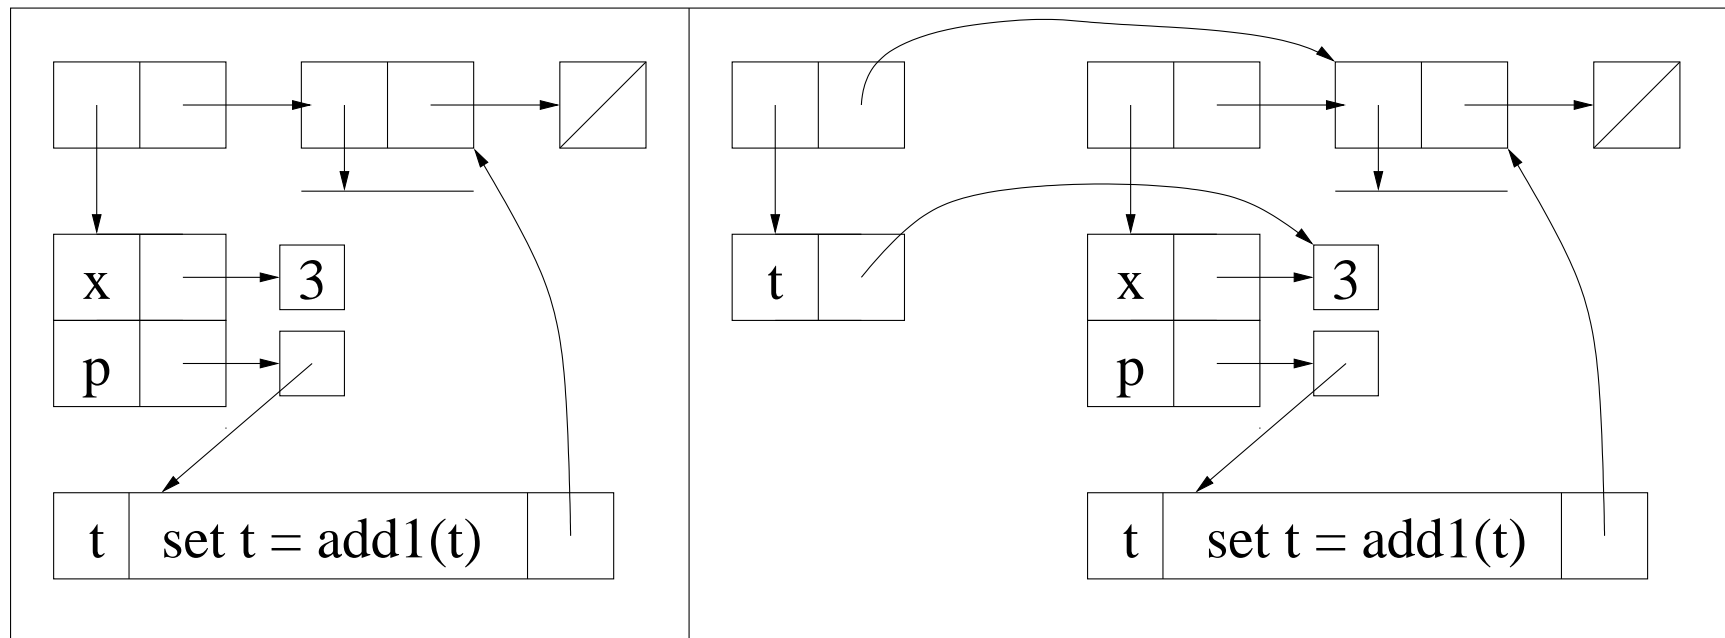 x 3
p
t set t = add1(t)
t x 3
p
t set t = add1(t)